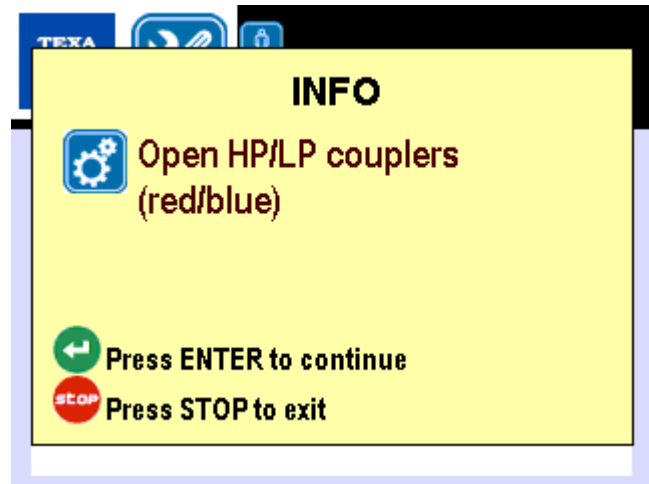 TEXA
INFO
Open HP/LP couplers
(red/blue)
Press ENTER to continue
stop Press STOP to exit